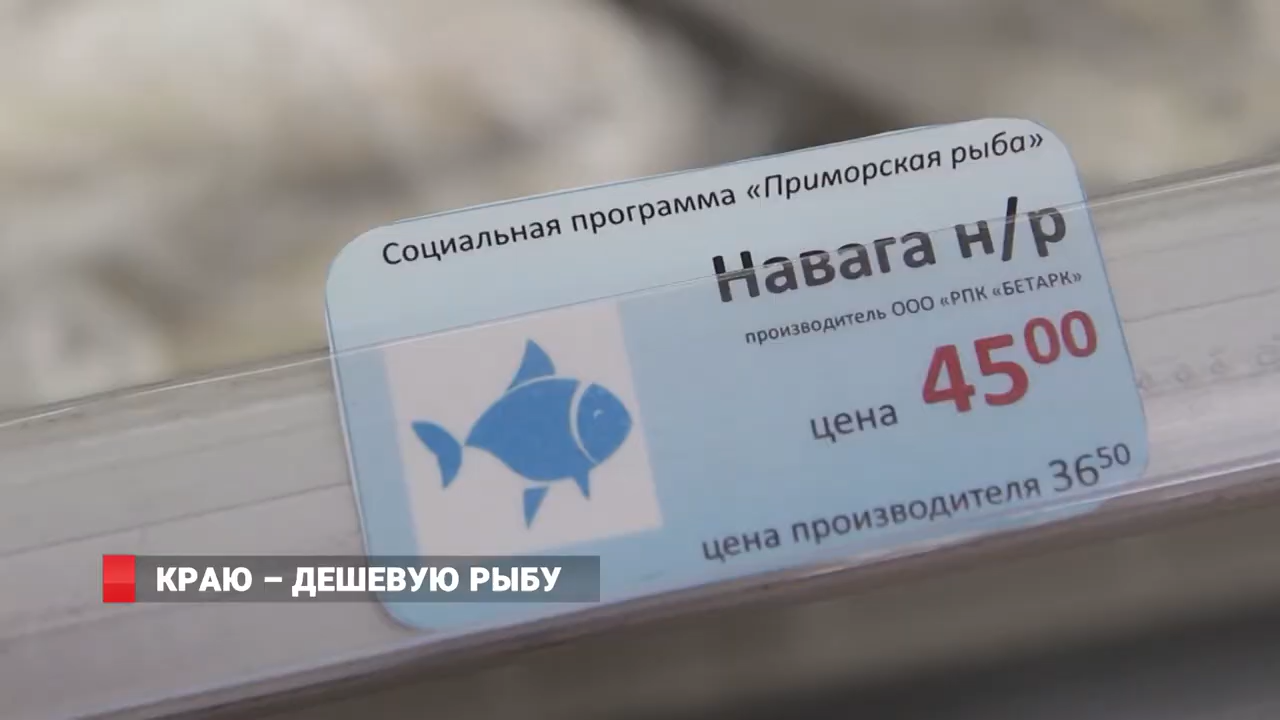 Социальная программа «Приморская рыба»
Навага н/р
производитель ООО «РПК «БЕТАРК»
цена 45⁰⁰
цена производителя 36⁵⁰
КРАЮ – ДЕШЕВУЮ РЫБУ